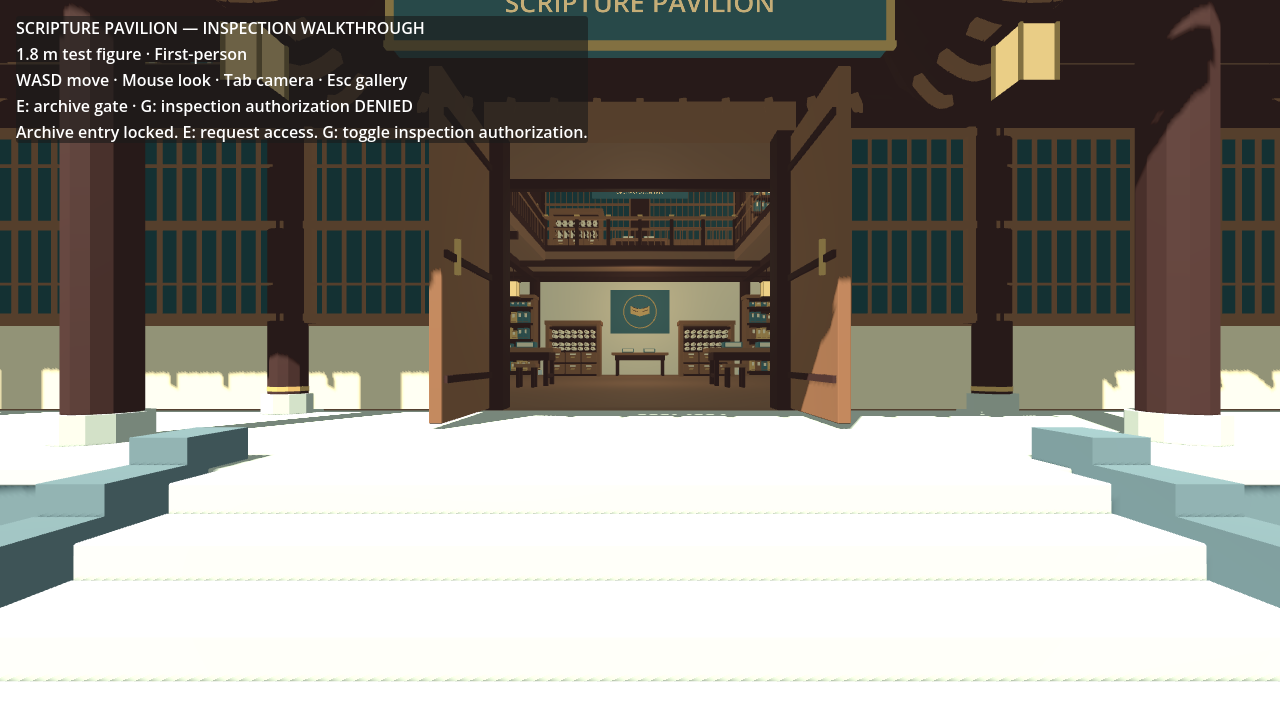 SCRIPTURE PAVILION
SCRIPTURE PAVILION — INSPECTION WALKTHROUGH
1.8 m test figure · First-person
WASD move · Mouse look · Tab camera · Esc gallery
E: archive gate · G: inspection authorization DENIED
Archive entry locked. E: request access. G: toggle inspection authorization.